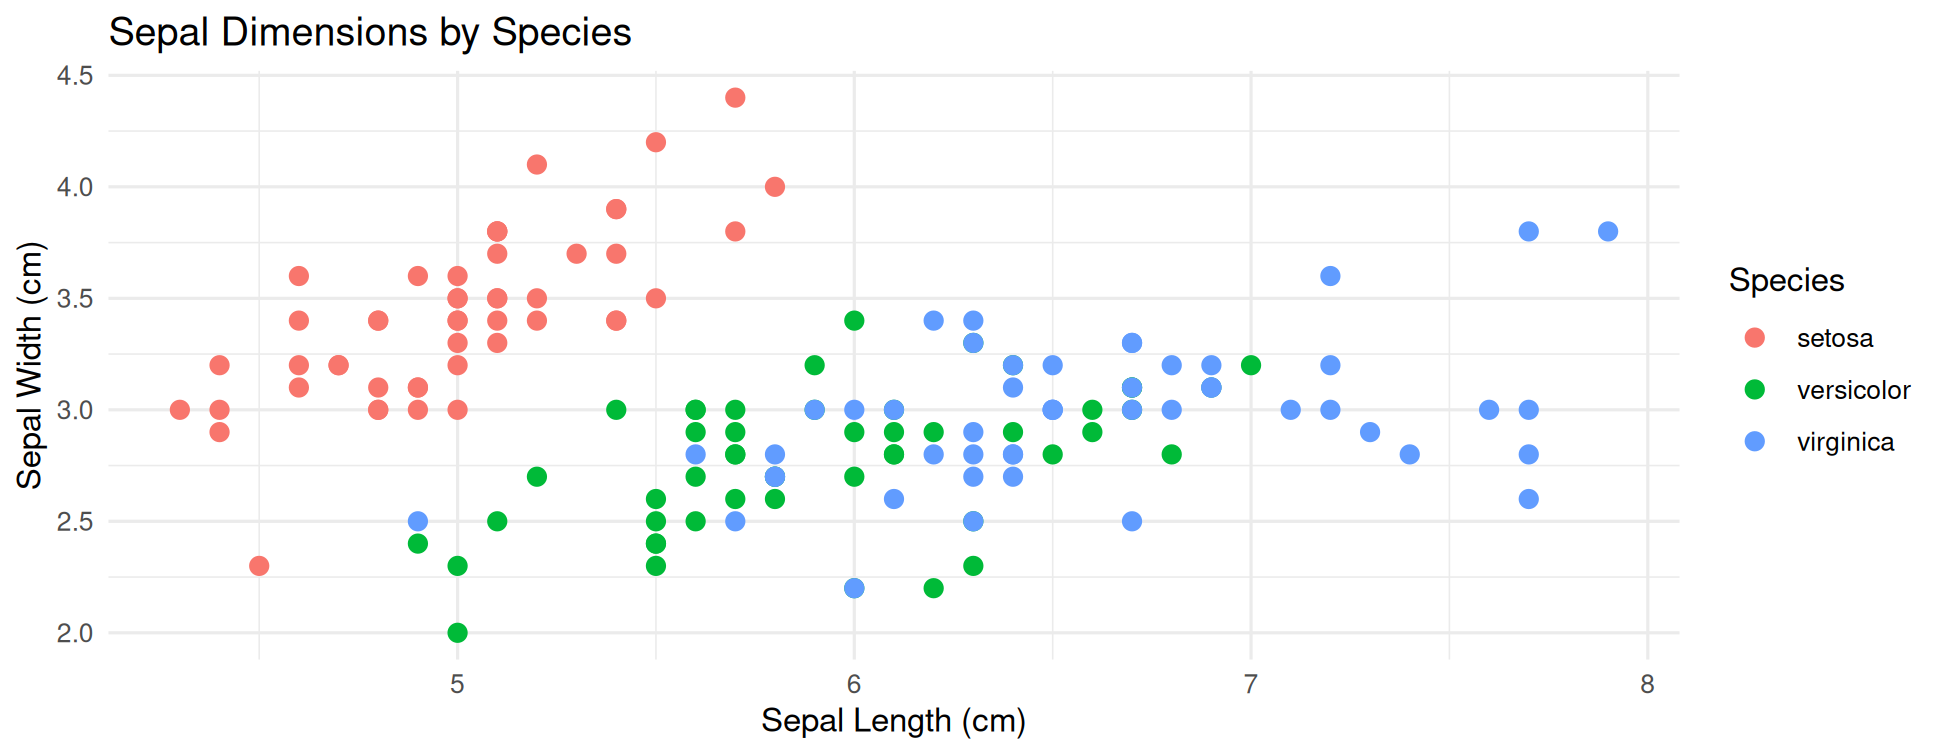 Sepal Dimensions by Species
4.5
4.0
3.5
3.0
2.5
2.0
Sepal Width (cm)
5 6 7 8
Sepal Length (cm)
Species
setosa
versicolor
virginica